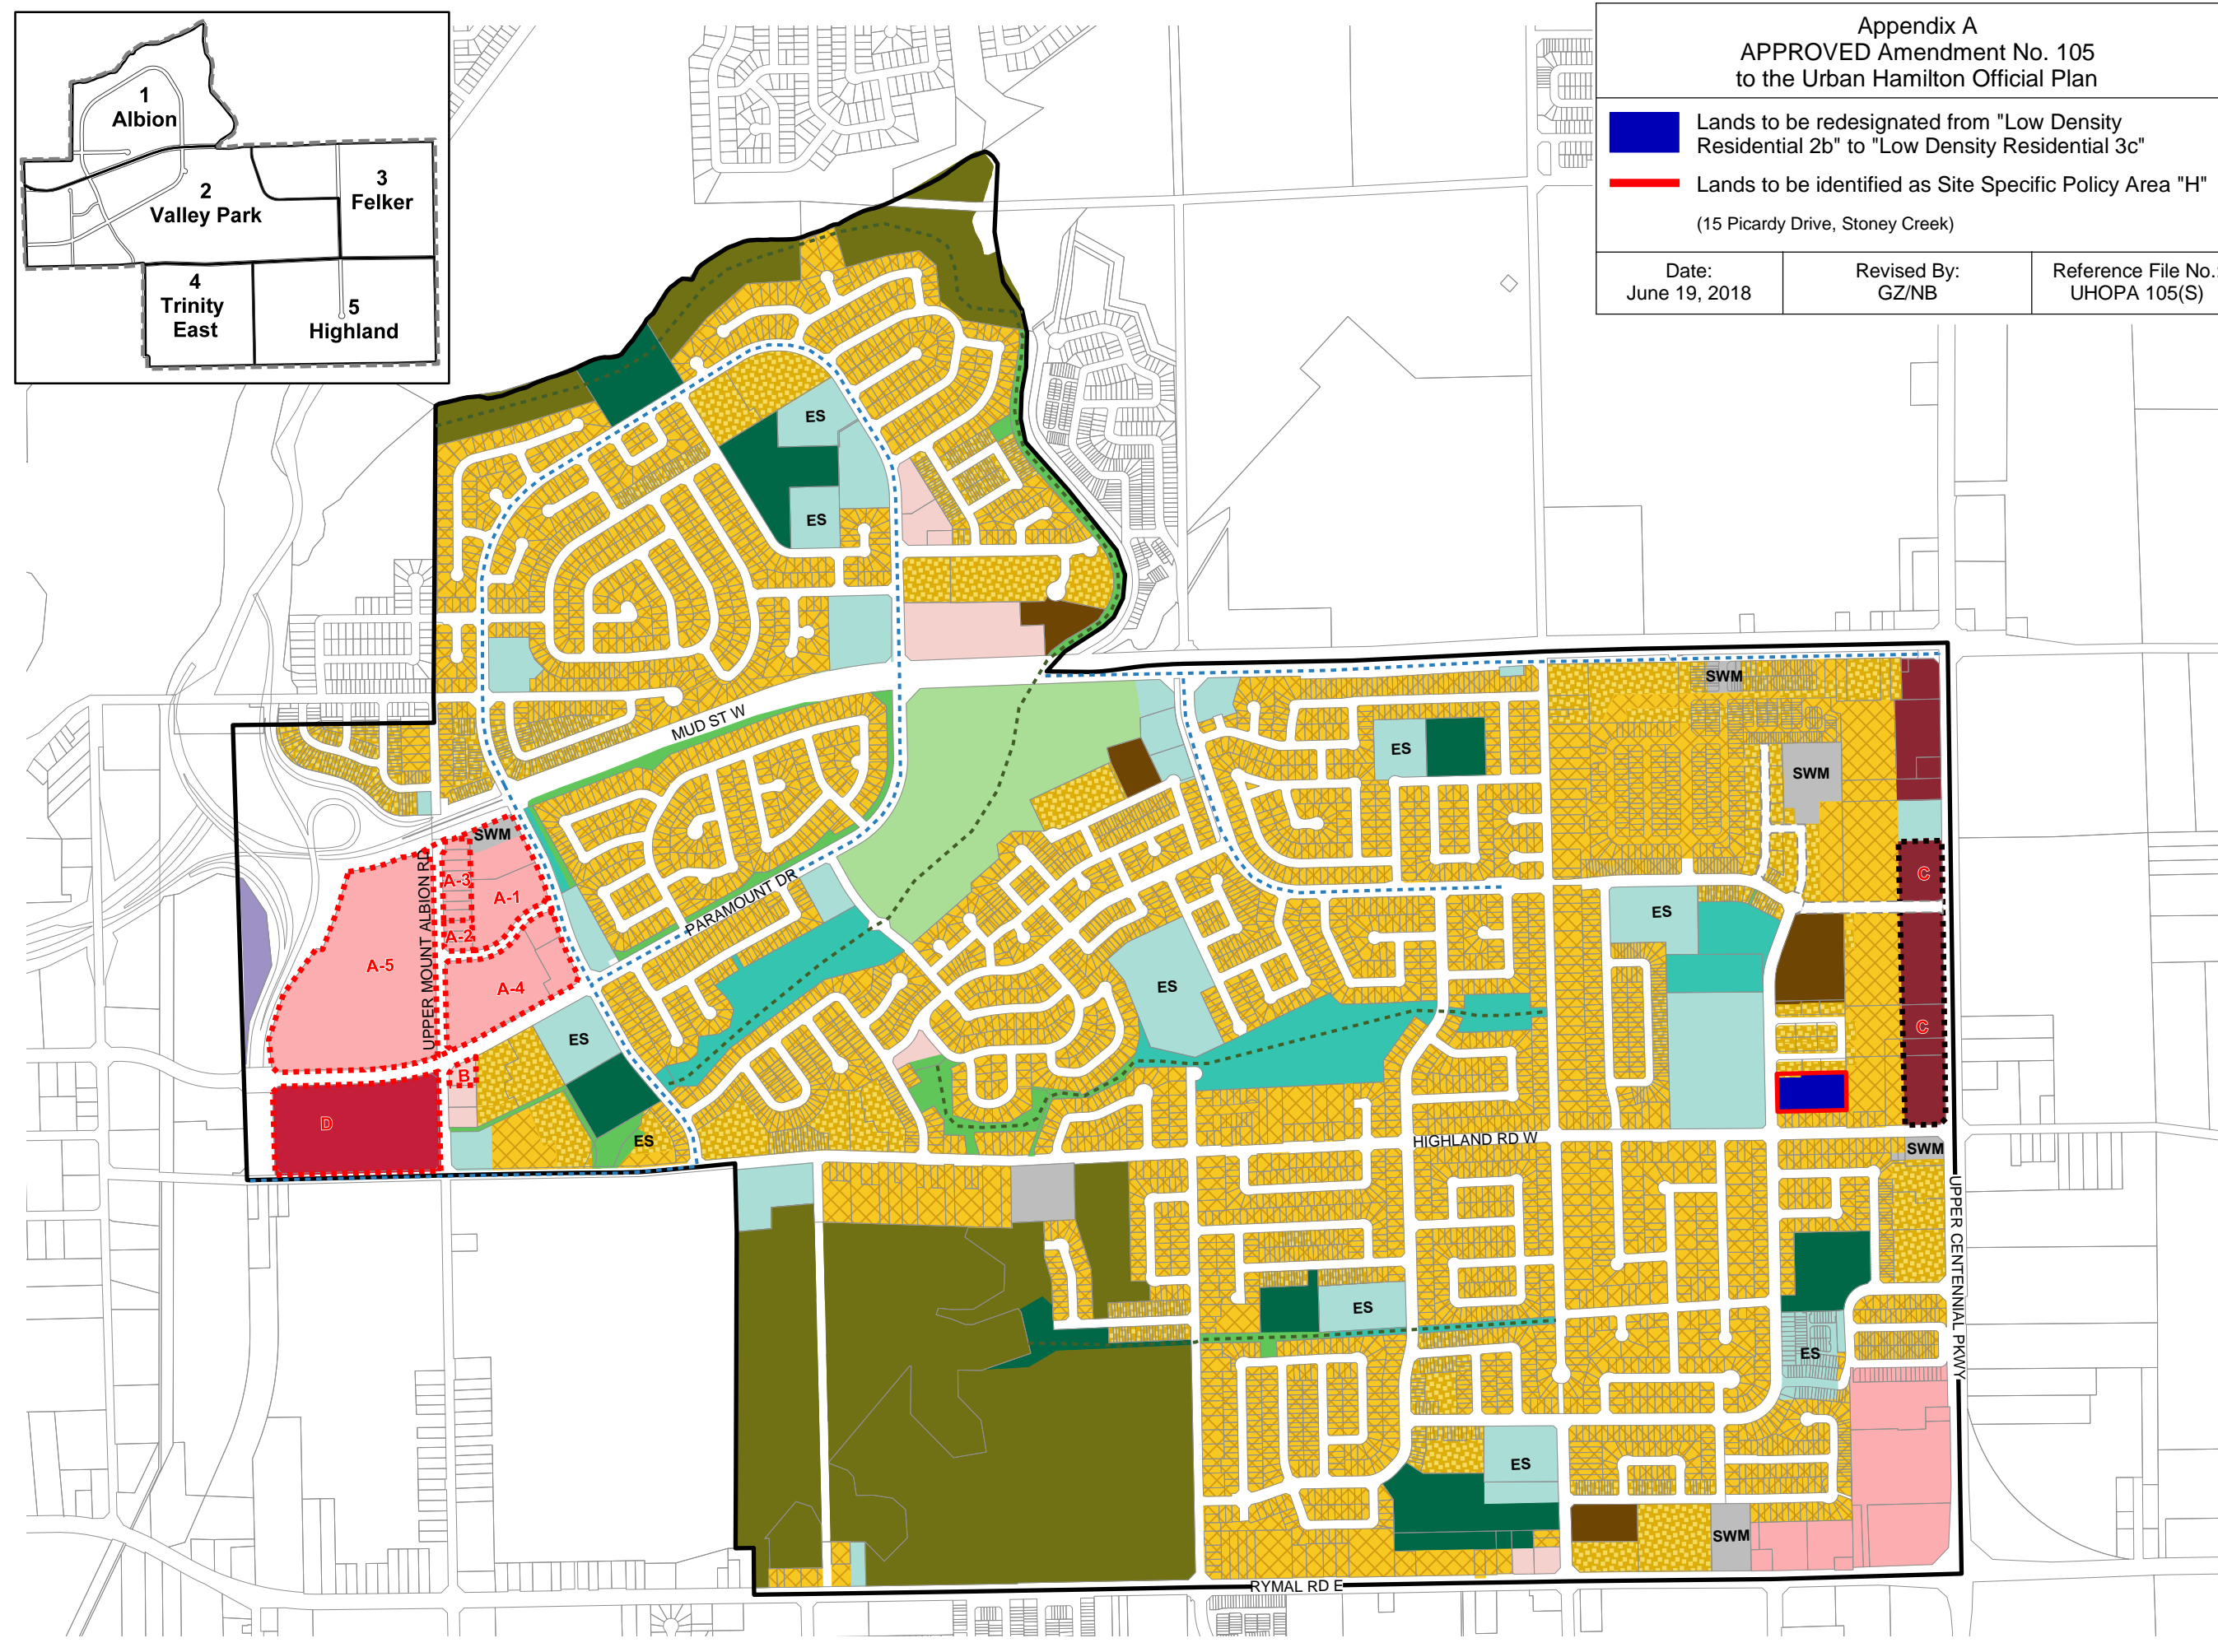 Appendix A
APPROVED Amendment No. 105
to the Urban Hamilton Official Plan
Lands to be redesignated from "Low Density
Residential 2b" to "Low Density Residential 3c"
Lands to be identified as Site Specific Policy Area "H"
(15 Picardy Drive, Stoney Creek)
Date:
June 19, 2018
Revised By:
GZ/NB
Reference File No.:
UHOPA 105(S)
1
Albion
2
Valley Park
3
Felker
4
Trinity
East
5
Highland
ES
ES
SWM
MUD ST W
ES
SWM
SWM
UPPER MOUNT ALBION RD
A-3
A-1
C
PARAMOUNT DR
ES
A-2
A-5
A-4
ES
C
ES
B
D
ES
HIGHLAND RD W
SWM
UPPER CENTENNIAL PKWY
ES
ES
ES
SWM
RYMAL RD E